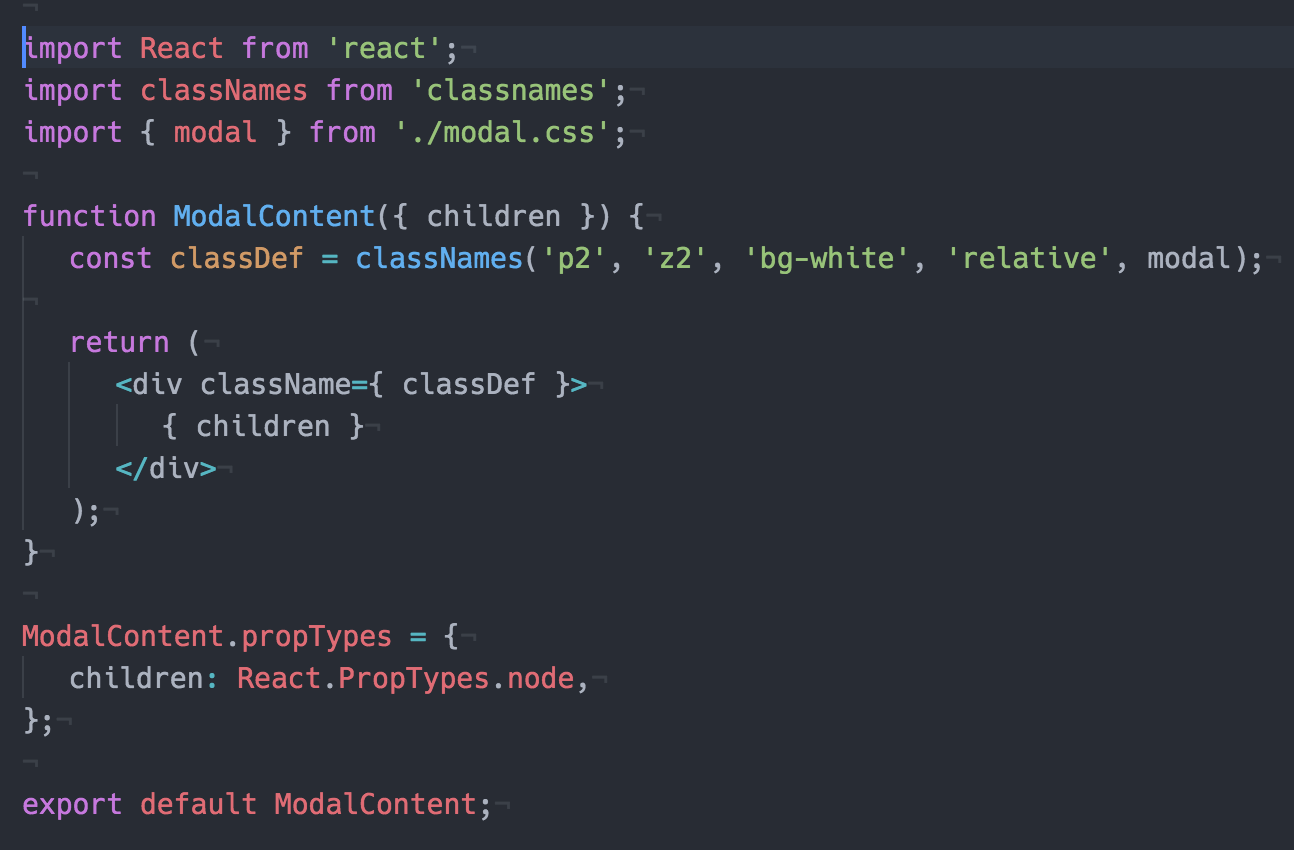 import React from 'react';
import classNames from 'classnames';
import { modal } from './modal.css';

function ModalContent({ children }) {
   const classDef = classNames('p2', 'z2', 'bg-white', 'relative', modal);

   return (
      <div className={ classDef }>
         { children }
      </div>
   );
}

ModalContent.propTypes = {
   children: React.PropTypes.node,
};

export default ModalContent;